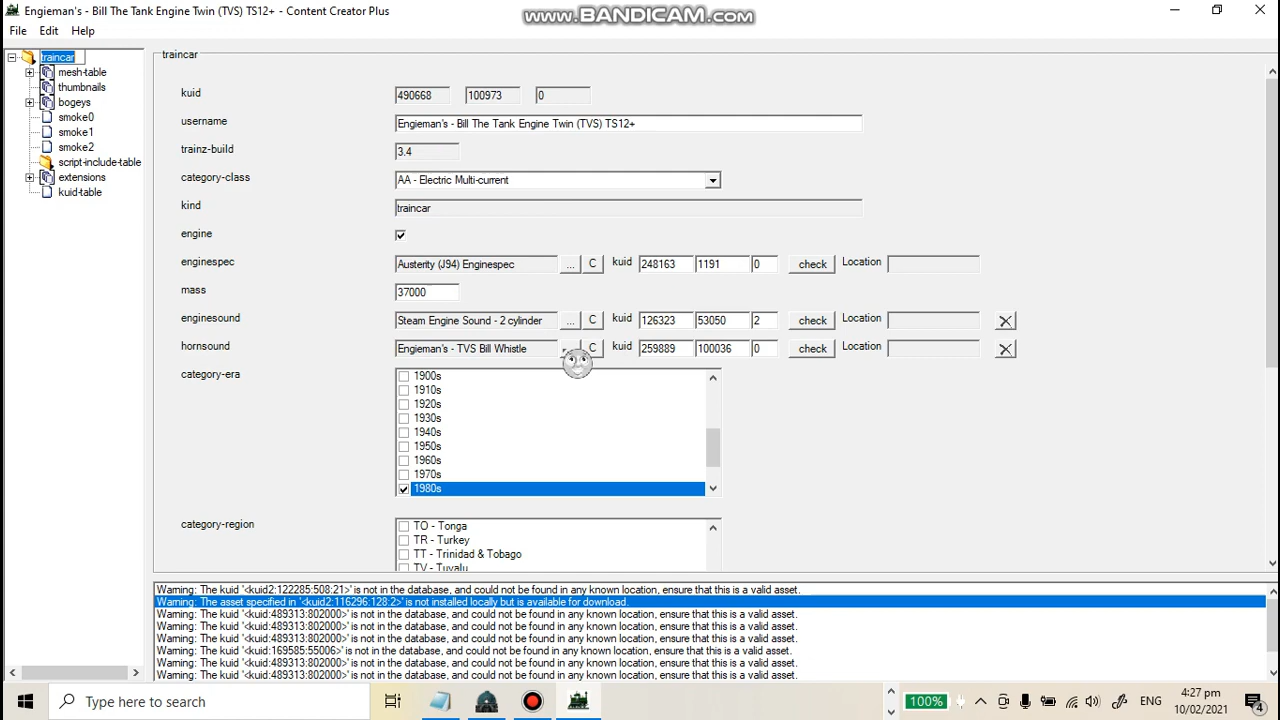 Engieman's - Bill The Tank Engine Twin (TVS) TS12+ - Content Creator Plus
www.BANDICAM.com
File Edit Help
traincar
mesh-table
thumbnails
bogeys
smoke0
smoke1
smoke2
script-include-table
extensions
kuid-table
traincar
kuid 490668 100973 0
username Engieman's - Bill The Tank Engine Twin (TVS) TS12+
trainz-build 3.4
category-class AA - Electric Multi-current
kind traincar
engine
enginespec Austerity (J94) Enginespec ... C kuid 248163 1191 0 check Location
mass 37000
enginesound Steam Engine Sound - 2 cylinder ... C kuid 126323 53050 2 check Location
hornsound Engieman's - TVS Bill Whistle ... C kuid 259889 100036 0 check Location
category-era
1900s
1910s
1920s
1930s
1940s
1950s
1960s
1970s
1980s
category-region
TO - Tonga
TR - Turkey
TT - Trinidad & Tobago
TV - Tuvalu
Warning: The kuid '<kuid2:122285:508:21>' is not in the database, and could not be found in any known location, ensure that this is a valid asset.
Warning: The asset specified in '<kuid2:116296:128:2>' is not installed locally but is available for download.
Warning: The kuid '<kuid:489313:802000>' is not in the database, and could not be found in any known location, ensure that this is a valid asset.
Warning: The kuid '<kuid:489313:802000>' is not in the database, and could not be found in any known location, ensure that this is a valid asset.
Warning: The kuid '<kuid:489313:802000>' is not in the database, and could not be found in any known location, ensure that this is a valid asset.
Warning: The kuid '<kuid:169585:55006>' is not in the database, and could not be found in any known location, ensure that this is a valid asset.
Warning: The kuid '<kuid:489313:802000>' is not in the database, and could not be found in any known location, ensure that this is a valid asset.
Warning: The kuid '<kuid:489313:802000>' is not in the database, and could not be found in any known location, ensure that this is a valid asset.
Type here to search
100%
ENG
4:27 pm
10/02/2021
4